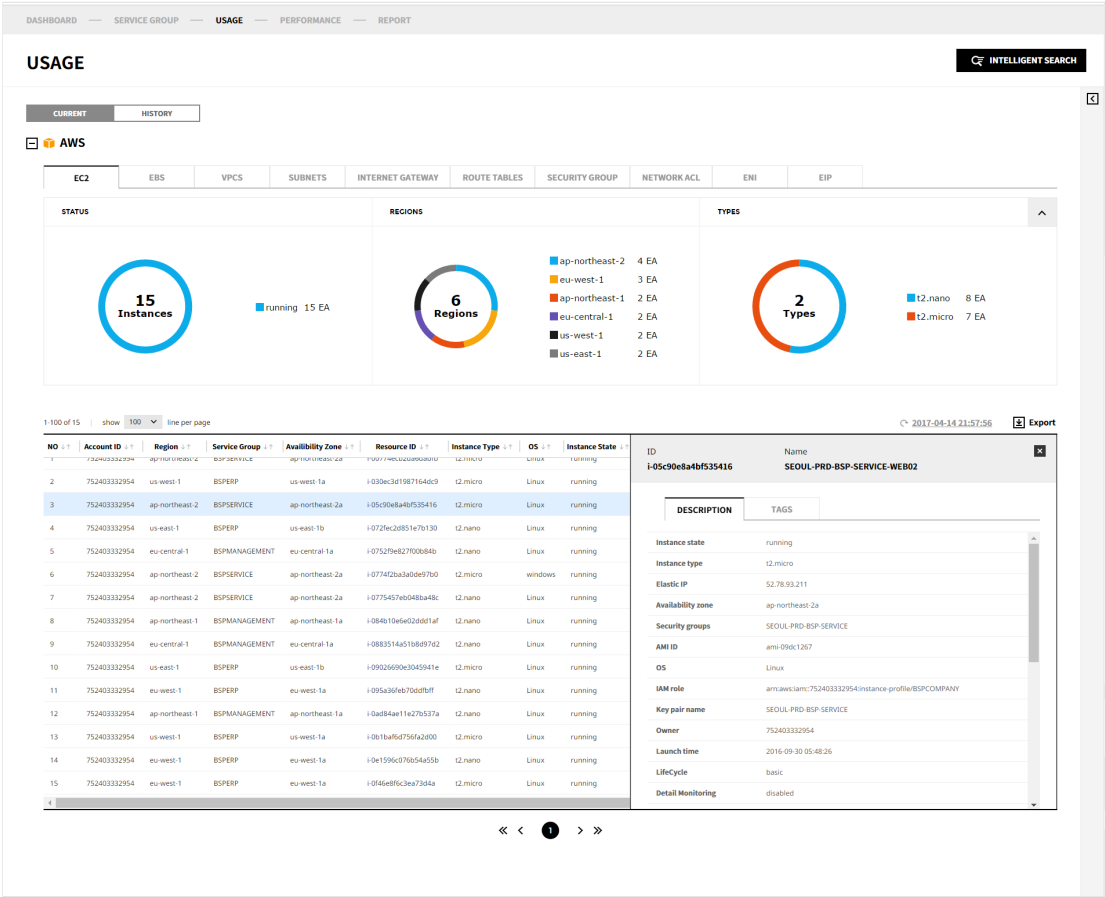 DASHBOARD — SERVICE GROUP — USAGE — PERFORMANCE — REPORT
USAGE
INTELLIGENT SEARCH
CURRENT HISTORY
AWS
EC2 EBS VPCS SUBNETS INTERNET GATEWAY ROUTE TABLES SECURITY GROUP NETWORK ACL ENI EIP
STATUS REGIONS TYPES
15
Instances
running 15 EA
6
Regions
ap-northeast-2 4 EA
eu-west-1 3 EA
ap-northeast-1 2 EA
eu-central-1 2 EA
us-west-1 2 EA
us-east-1 2 EA
2
Types
t2.nano 8 EA
t2.micro 7 EA
1-100 of 15 | show 100 line per page
2017-04-14 21:57:56 Export
NO Account ID Region Service Group Availibility Zone Resource ID Instance Type OS Instance State
1 752403332954 ap-northeast-2 BSPSERVICE ap-northeast-2a t2.micro Linux running
2 752403332954 us-west-1 BSPERP us-west-1a i-030ec3d1987164dc9 t2.micro Linux running
3 752403332954 ap-northeast-2 BSPSERVICE ap-northeast-2a i-05c90e8a4bf535416 t2.micro Linux running
4 752403332954 us-east-1 BSPERP us-east-1b i-072fec2d851e7b130 t2.nano Linux running
5 752403332954 eu-central-1 BSPMANAGEMENT eu-central-1a i-0752f9e827f00b84b t2.nano Linux running
6 752403332954 ap-northeast-2 BSPSERVICE ap-northeast-2a i-0774f2ba3a0de97b0 t2.micro windows running
7 752403332954 ap-northeast-2 BSPSERVICE ap-northeast-2a i-0775457eb048ba48c t2.nano Linux running
8 752403332954 ap-northeast-1 BSPMANAGEMENT ap-northeast-1a i-084b10e6e02ddd1af t2.nano Linux running
9 752403332954 eu-central-1 BSPMANAGEMENT eu-central-1a i-0883514a51b8d97d2 t2.nano Linux running
10 752403332954 us-east-1 BSPERP us-east-1b i-09026690e3045941e t2.micro Linux running
11 752403332954 eu-west-1 BSPERP eu-west-1a i-095a36feb70ddfbff t2.nano Linux running
12 752403332954 ap-northeast-1 BSPMANAGEMENT ap-northeast-1a i-0ad84ae11e27b537a t2.nano Linux running
13 752403332954 us-west-1 BSPERP us-west-1a i-0b1baf6d756fa2d00 t2.micro Linux running
14 752403332954 eu-west-1 BSPERP eu-west-1a i-0e1596c076b54a55b t2.nano Linux running
15 752403332954 eu-west-1 BSPERP eu-west-1a i-0f46e8f6c3ea73d4a t2.micro Linux running
ID Name
i-05c90e8a4bf535416 SEOUL-PRD-BSP-SERVICE-WEB02
DESCRIPTION TAGS
Instance state running
Instance type t2.micro
Elastic IP 52.78.93.211
Availability zone ap-northeast-2a
Security groups SEOUL-PRD-BSP-SERVICE
AMI ID ami-09dc1267
OS Linux
IAM role arn:aws:iam::752403332954:instance-profile/BSPCOMPANY
Key pair name SEOUL-PRD-BSP-SERVICE
Owner 752403332954
Launch time 2016-09-30 05:48:26
LifeCycle basic
Detail Monitoring disabled
1